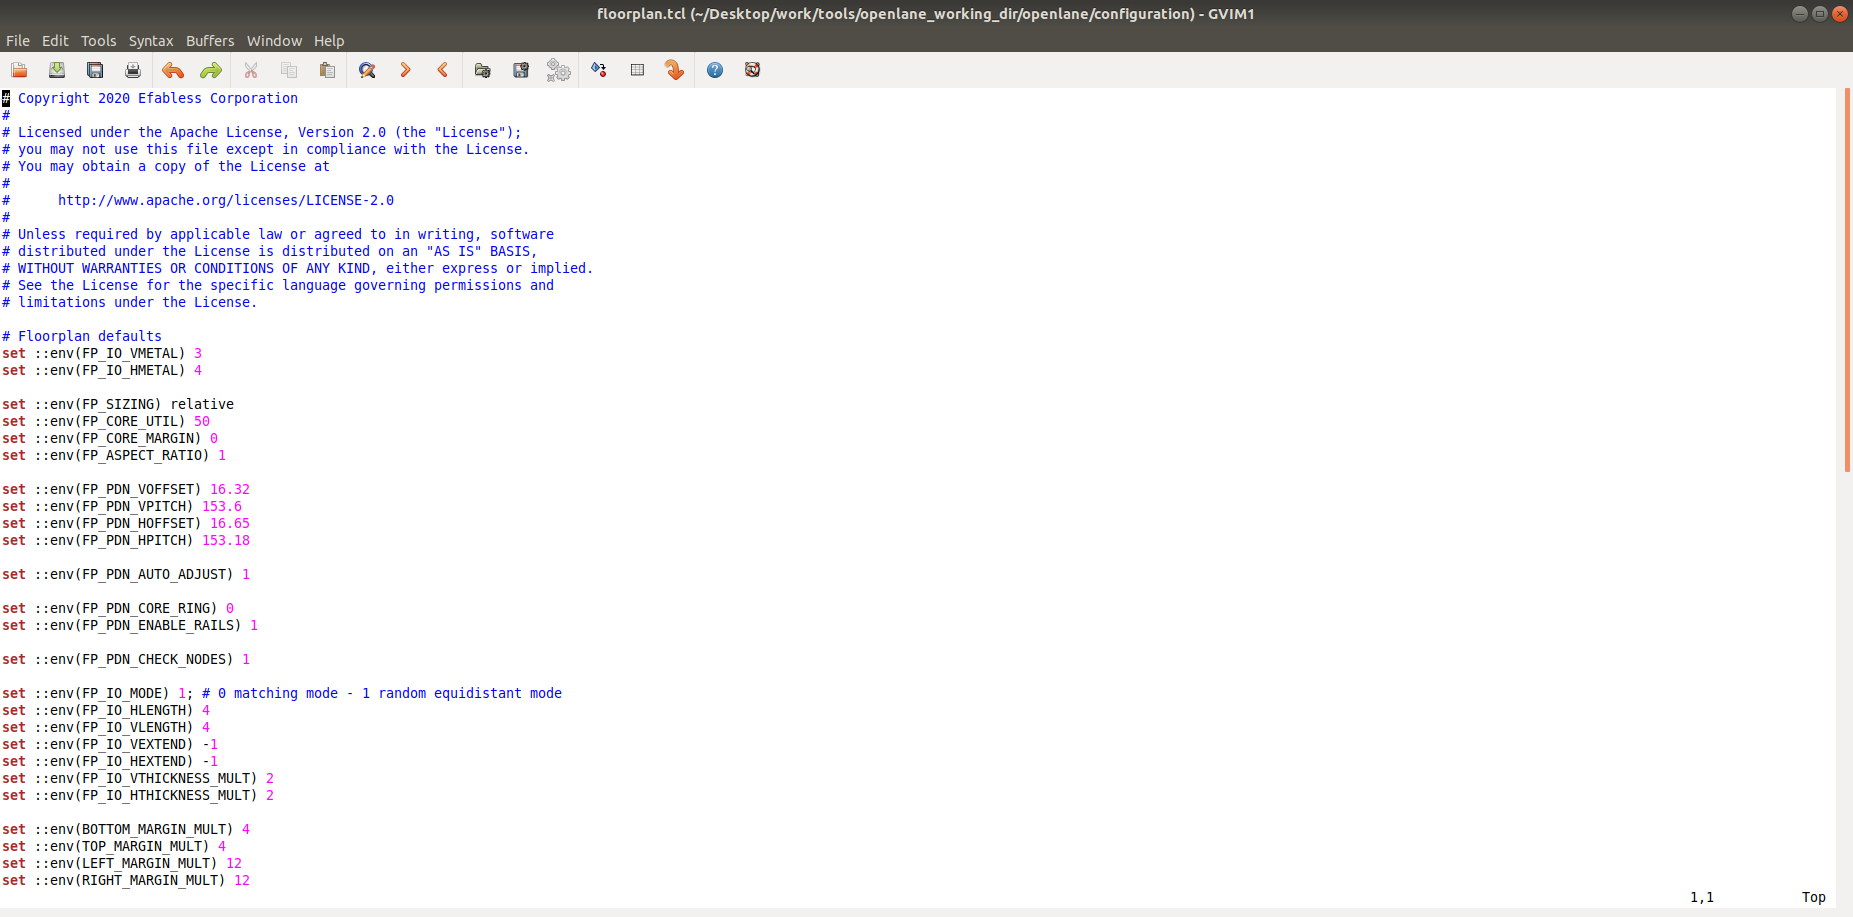 floorplan.tcl (~/Desktop/work/tools/openlane_working_dir/openlane/configuration) - GVIM1
File Edit Tools Syntax Buffers Window Help
# Copyright 2020 Efabless Corporation
#
# Licensed under the Apache License, Version 2.0 (the "License");
# you may not use this file except in compliance with the License.
# You may obtain a copy of the License at
#
#      http://www.apache.org/licenses/LICENSE-2.0
#
# Unless required by applicable law or agreed to in writing, software
# distributed under the License is distributed on an "AS IS" BASIS,
# WITHOUT WARRANTIES OR CONDITIONS OF ANY KIND, either express or implied.
# See the License for the specific language governing permissions and
# limitations under the License.
# Floorplan defaults
set ::env(FP_IO_VMETAL) 3
set ::env(FP_IO_HMETAL) 4
set ::env(FP_SIZING) relative
set ::env(FP_CORE_UTIL) 50
set ::env(FP_CORE_MARGIN) 0
set ::env(FP_ASPECT_RATIO) 1
set ::env(FP_PDN_VOFFSET) 16.32
set ::env(FP_PDN_VPITCH) 153.6
set ::env(FP_PDN_HOFFSET) 16.65
set ::env(FP_PDN_HPITCH) 153.18
set ::env(FP_PDN_AUTO_ADJUST) 1
set ::env(FP_PDN_CORE_RING) 0
set ::env(FP_PDN_ENABLE_RAILS) 1
set ::env(FP_PDN_CHECK_NODES) 1
set ::env(FP_IO_MODE) 1; # 0 matching mode - 1 random equidistant mode
set ::env(FP_IO_HLENGTH) 4
set ::env(FP_IO_VLENGTH) 4
set ::env(FP_IO_VEXTEND) -1
set ::env(FP_IO_HEXTEND) -1
set ::env(FP_IO_VTHICKNESS_MULT) 2
set ::env(FP_IO_HTHICKNESS_MULT) 2
set ::env(BOTTOM_MARGIN_MULT) 4
set ::env(TOP_MARGIN_MULT) 4
set ::env(LEFT_MARGIN_MULT) 12
set ::env(RIGHT_MARGIN_MULT) 12
1,1 Top